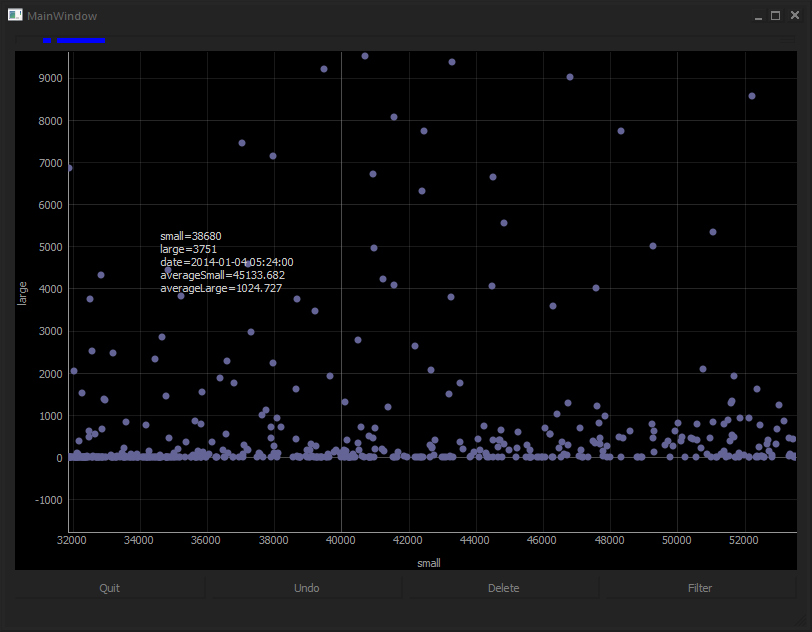 MainWindow
9000
8000
7000
6000
5000
4000
3000
2000
1000
0
-1000
large
small=38680
large=3751
date=2014-01-04 05:24:00
averageSmall=45133.682
averageLarge=1024.727
32000 34000 36000 38000 40000 42000 44000 46000 48000 50000 52000
small
Quit Undo Delete Filter